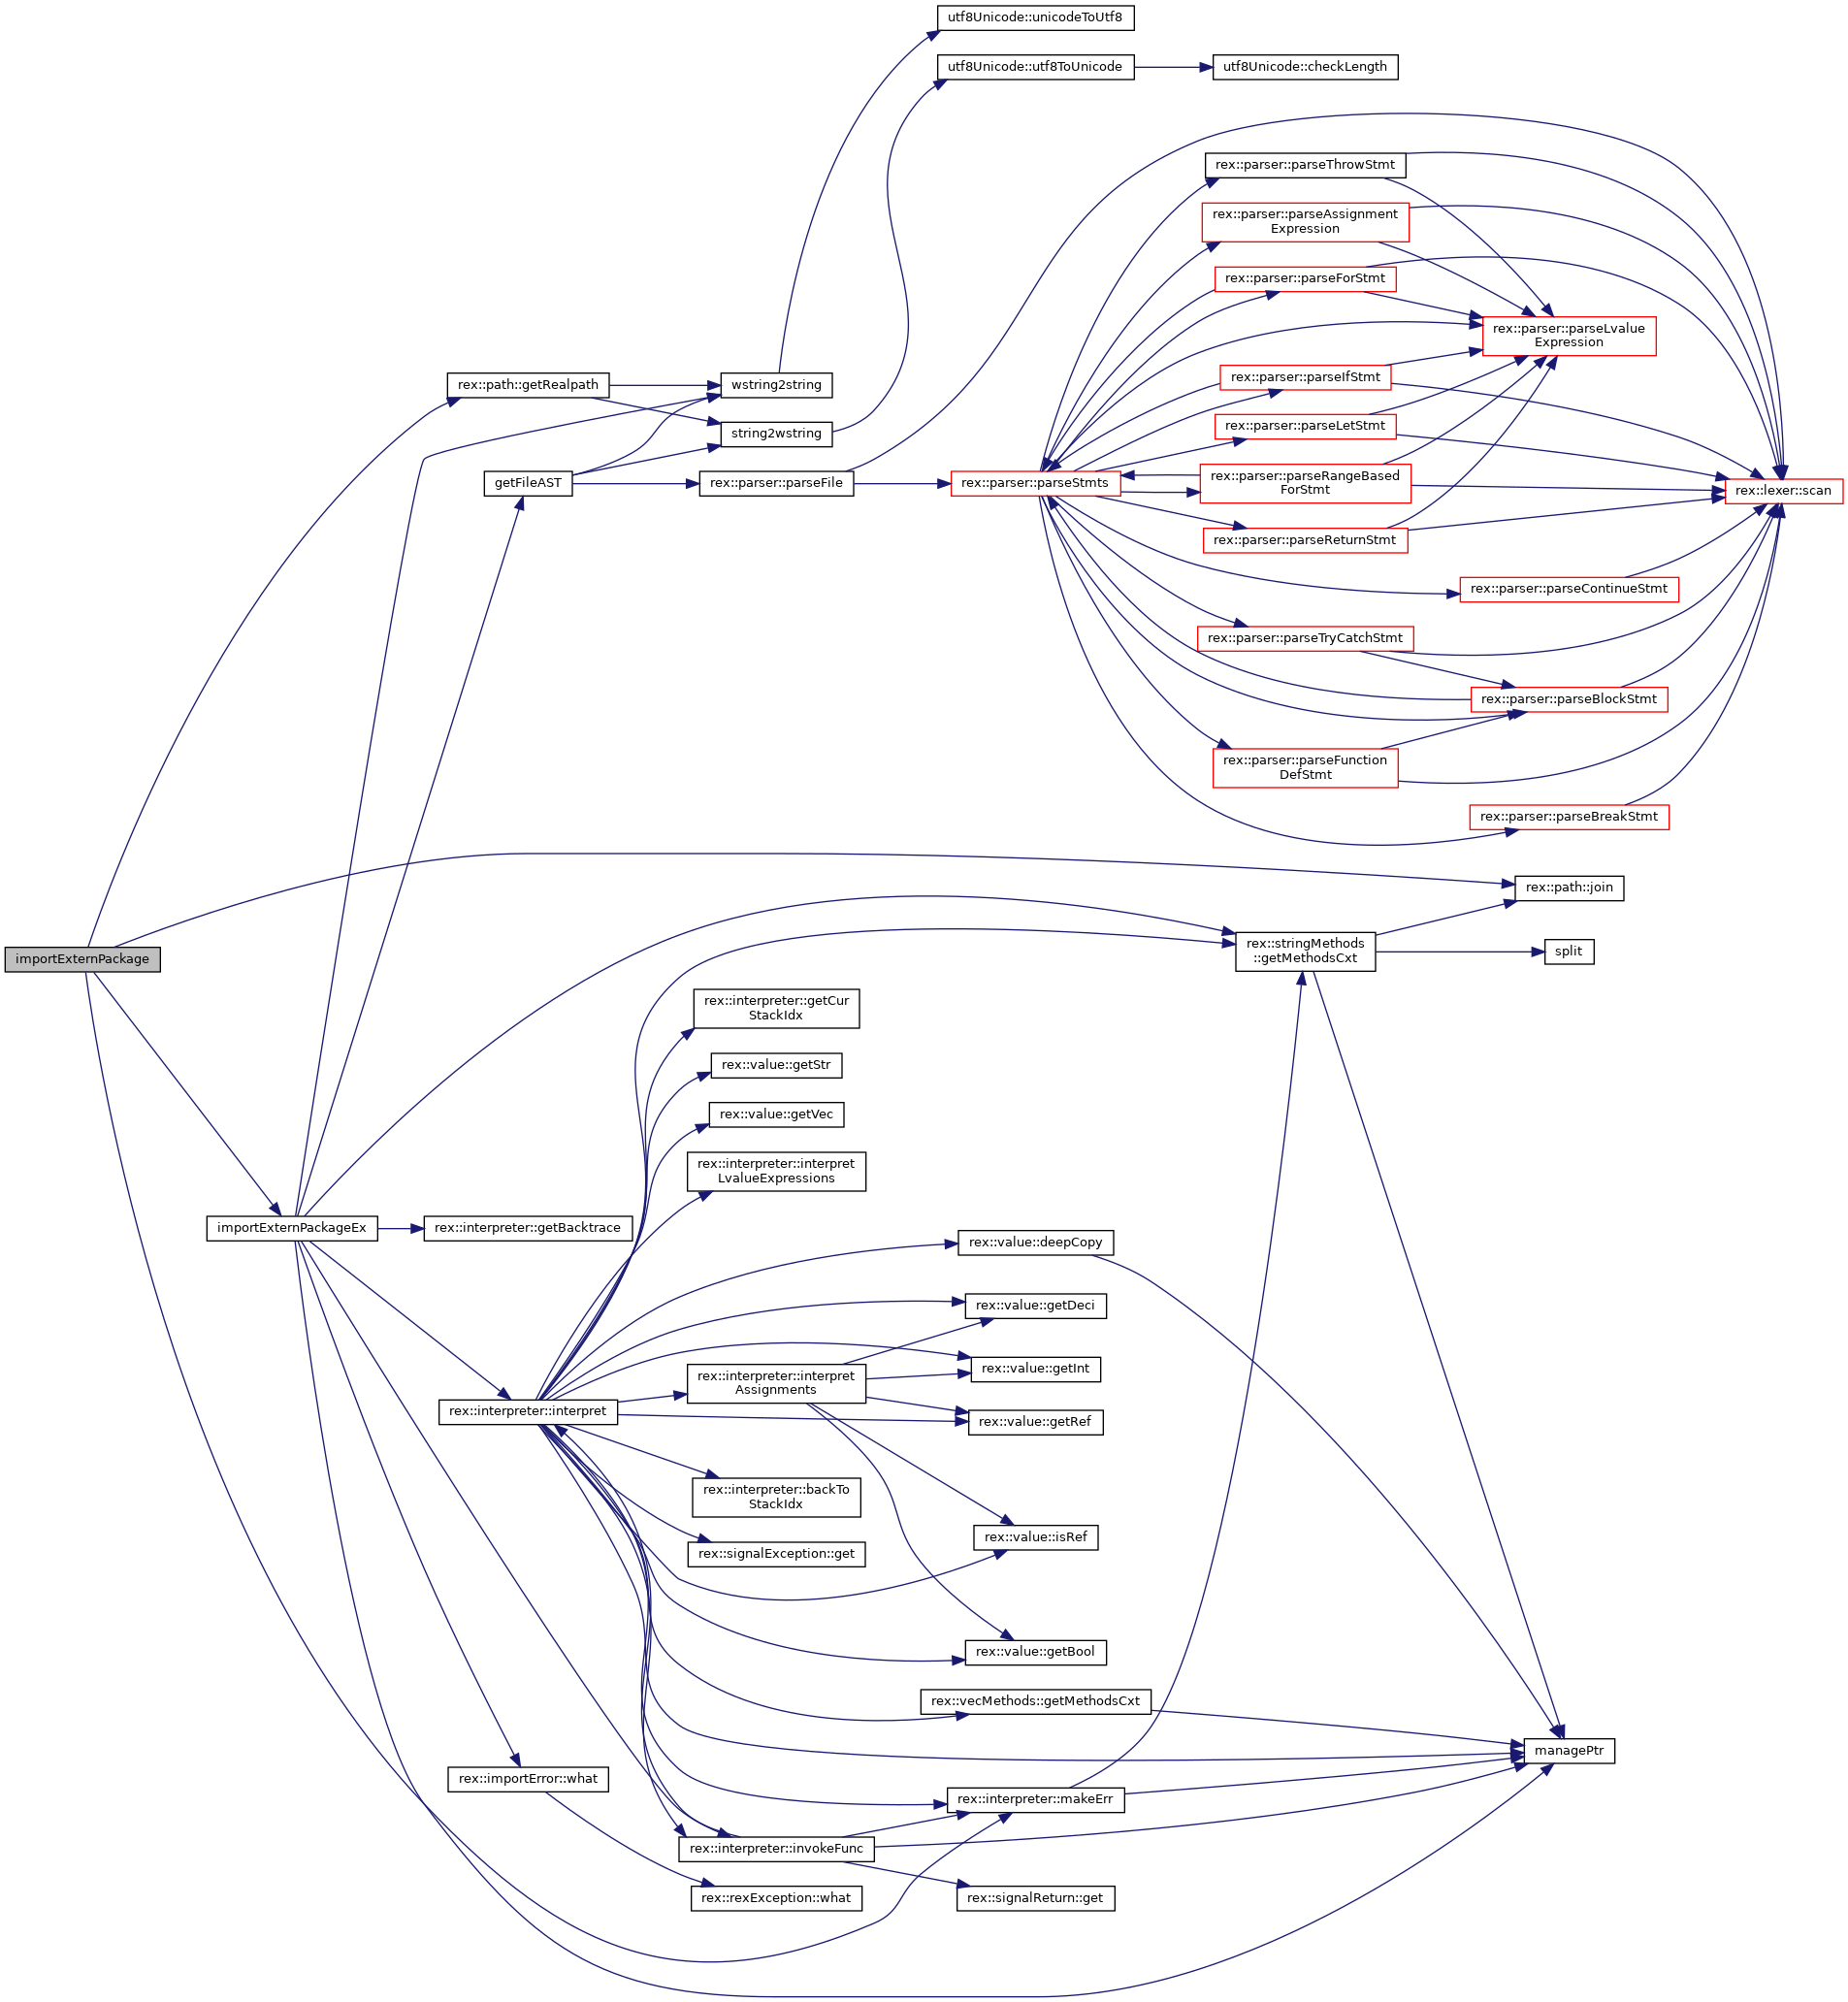 utf8Unicode::unicodeToUtf8
utf8Unicode::utf8ToUnicode
utf8Unicode::checkLength
rex::parser::parseThrowStmt
rex::parser::parseAssignment
Expression
rex::parser::parseForStmt
rex::parser::parseLvalue
Expression
rex::path::getRealpath
wstring2string
rex::parser::parseIfStmt
string2wstring
rex::parser::parseLetStmt
getFileAST
rex::parser::parseFile
rex::parser::parseStmts
rex::parser::parseRangeBased
ForStmt
rex::lexer::scan
rex::parser::parseReturnStmt
rex::parser::parseContinueStmt
rex::parser::parseTryCatchStmt
rex::parser::parseBlockStmt
rex::parser::parseFunction
DefStmt
rex::parser::parseBreakStmt
rex::path::join
importExternPackage
rex::stringMethods
::getMethodsCxt
split
rex::interpreter::getCur
StackIdx
rex::value::getStr
rex::value::getVec
rex::interpreter::interpret
LvalueExpressions
importExternPackageEx
rex::interpreter::getBacktrace
rex::value::deepCopy
rex::value::getDeci
rex::interpreter::interpret
Assignments
rex::value::getInt
rex::interpreter::interpret
rex::value::getRef
rex::interpreter::backTo
StackIdx
rex::value::isRef
rex::signalException::get
rex::value::getBool
rex::vecMethods::getMethodsCxt
managePtr
rex::importError::what
rex::interpreter::makeErr
rex::interpreter::invokeFunc
rex::rexException::what
rex::signalReturn::get